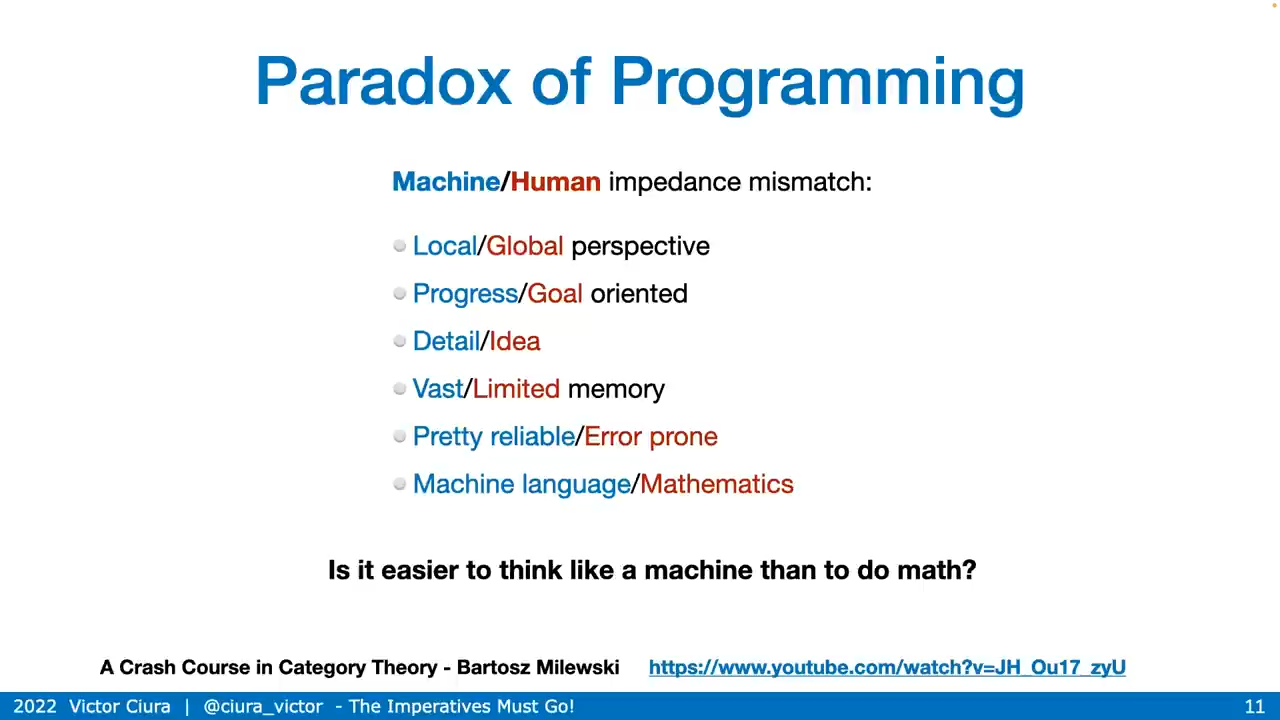 Paradox of Programming
Machine/Human impedance mismatch:
Local/Global perspective
Progress/Goal oriented
Detail/Idea
Vast/Limited memory
Pretty reliable/Error prone
Machine language/Mathematics
Is it easier to think like a machine than to do math?
A Crash Course in Category Theory - Bartosz Milewski https://www.youtube.com/watch?v=JH_Ou17_zyU
2022 Victor Ciura | @ciura_victor - The Imperatives Must Go! 11